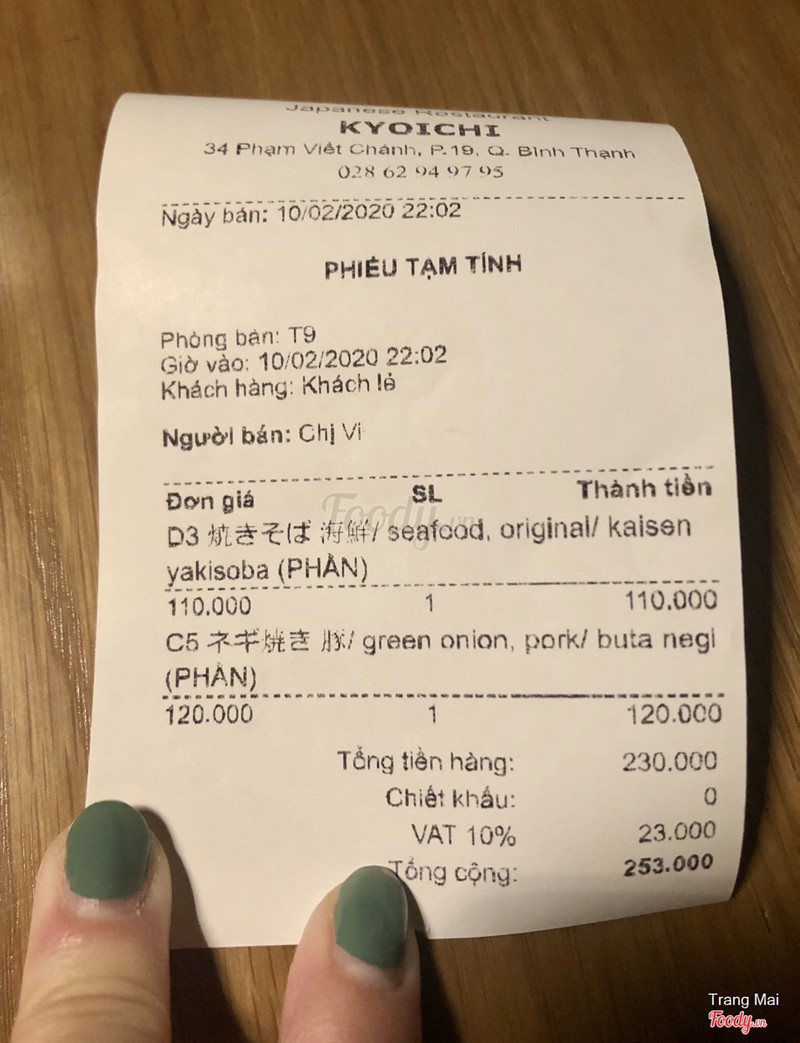 Japanese Restaurant
KYOICHI
34 Phạm Viết Chánh, P.19, Q. Bình Thạnh
028 62 94 97 95
Ngày bán: 10/02/2020 22:02
PHIẾU TẠM TÍNH
Phòng bàn: T9
Giờ vào: 10/02/2020 22:02
Khách hàng: Khách lẻ
Người bán: Chị Vi
Đơn giá SL Thành tiền
D3 焼きそば 海鮮/ seafood, original/ kaisen
yakisoba (PHẦN)
110.000 1 110.000
C5 ネギ焼き 豚/ green onion, pork/ buta negi
(PHẦN)
120.000 1 120.000
Tổng tiền hàng: 230.000
Chiết khấu: 0
VAT 10% 23.000
Tổng cộng: 253.000
Foody.vn
Trang Mai
Foody.vn